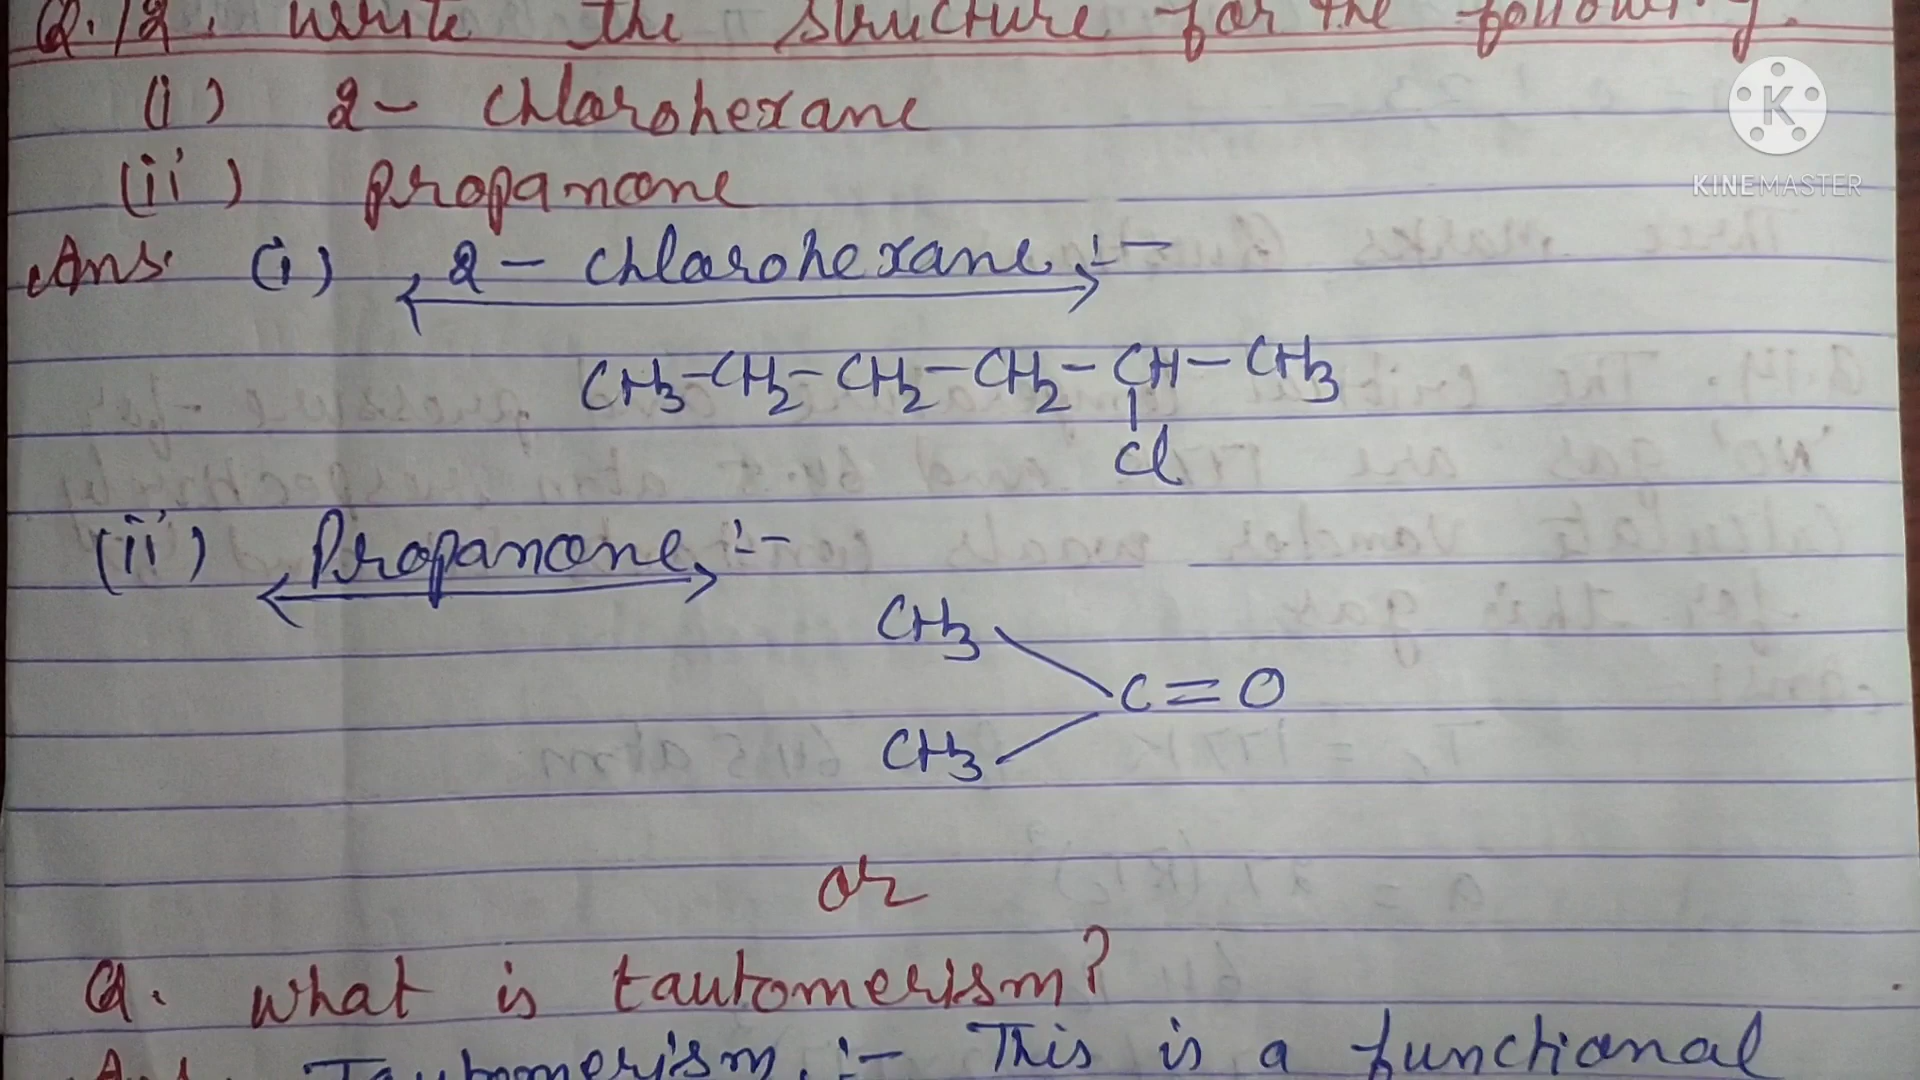 Q.12. Write the structure for the following.
(i) 2- chlorohexane
KINEMASTER
(ii) propanone
Ans. (i) 2 - chlorohexane :-
CH3-CH2-CH2-CH2-CH-CH3
Cl
(ii) Propanone :-
CH3
C=O
CH3
or
Q. What is tautomerism?
Ans. Tautomerism :- This is a functional